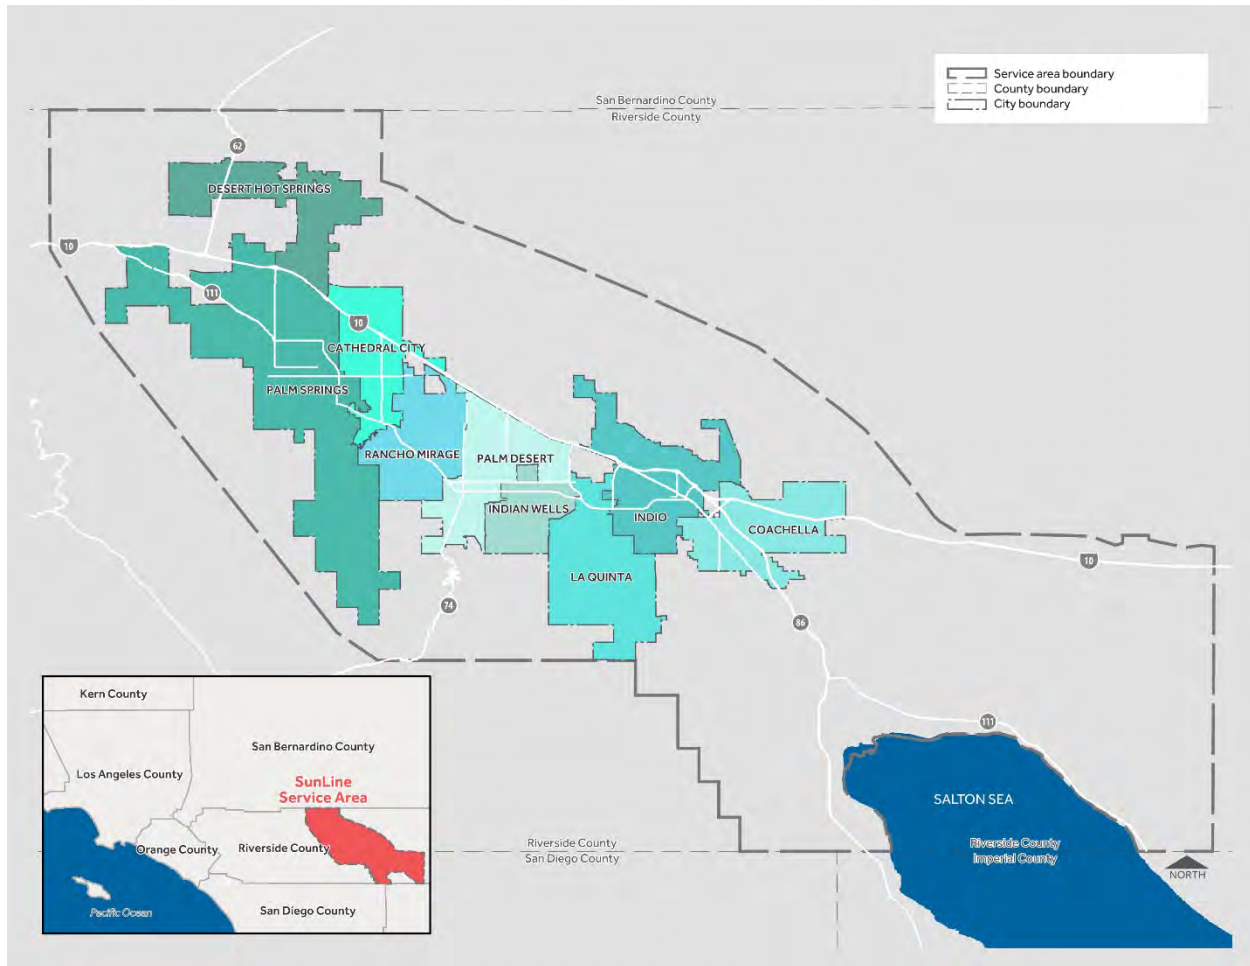 Service area boundary
County boundary
City boundary
San Bernardino County
Riverside County
62
DESERT HOT SPRINGS
10
111
10
CATHEDRAL CITY
PALM SPRINGS
RANCHO MIRAGE
PALM DESERT
INDIAN WELLS
INDIO
COACHELLA
10
LA QUINTA
74
86
111
SALTON SEA
Riverside County
Imperial County
Riverside County
San Diego County
NORTH
Kern County
San Bernardino County
Los Angeles County
SunLine
Service Area
Orange County
Riverside County
San Diego County
Pacific Ocean